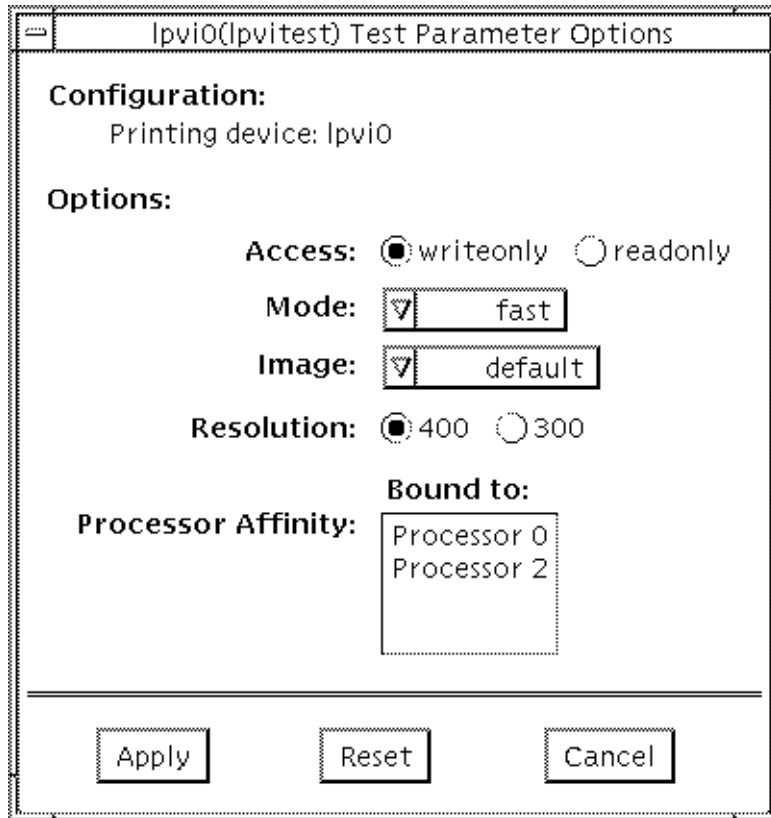 lpvi0(lpvitest) Test Parameter Options
Configuration:
Printing device: lpvi0
Options:
Access: writeonly readonly
Mode: fast
Image: default
Resolution: 400 300
Bound to:
Processor Affinity:
Processor 0
Processor 2
Apply Reset Cancel